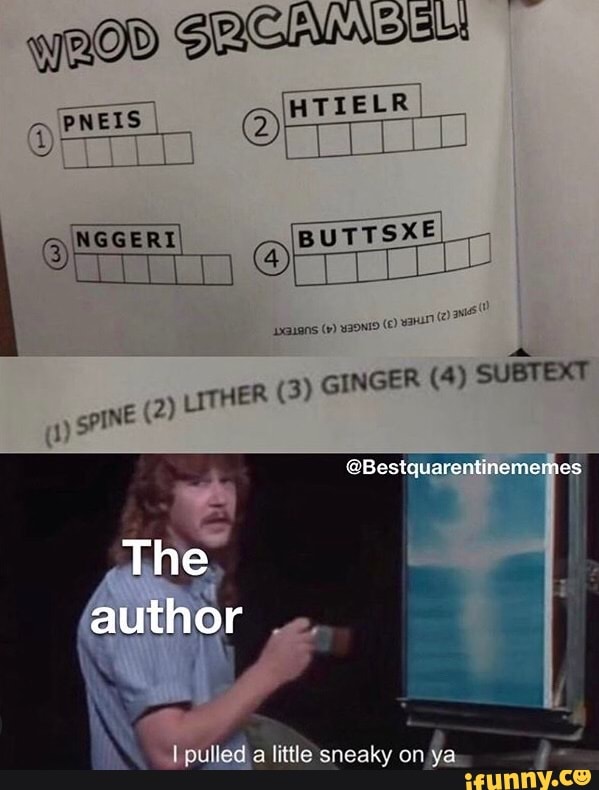 WROD SRCAMBEL!
1 PNEIS
2 HTIELR
3 NGGERI
4 BUTTSXE
(1) SPINE (2) LITHER (3) GINGER (4) SUBTEXT
(1) SPINE (2) LITHER (3) GINGER (4) SUBTEXT
@Bestquarentinememes
The
author
I pulled a little sneaky on ya
ifunny.co